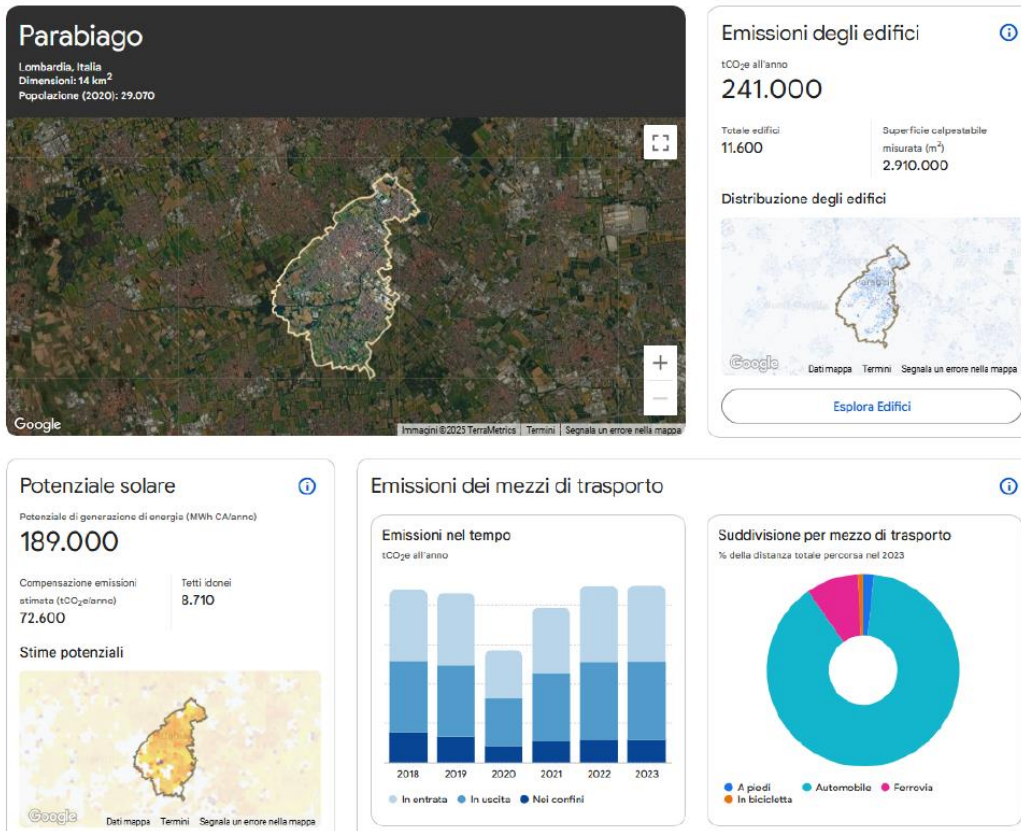 Parabiago
Lombardia, Italia
Dimensioni: 14 km²
Popolazione (2020): 29.070
Google
Immagini ©2025 TerraMetrics
Termini
Segnala un errore nella mappa
Emissioni degli edifici
tCO₂e all'anno
241.000
Totale edifici
11.600
Superficie calpestabile
misurata (m²)
2.910.000
Distribuzione degli edifici
Google
Dati mappa
Termini
Segnala un errore nella mappa
Esplora Edifici
Potenziale solare
Potenziale di generazione di energia (MWh CA/anno)
189.000
Compensazione emissioni
stimata (tCO₂e/anno)
72.600
Tetti idonei
8.710
Stime potenziali
Google
Dati mappa
Termini
Segnala un errore nella mappa
Emissioni dei mezzi di trasporto
Emissioni nel tempo
tCO₂e all'anno
2018 2019 2020 2021 2022 2023
In entrata In uscita Nei confini
Suddivisione per mezzo di trasporto
% della distanza totale percorsa nel 2023
A piedi Automobile Ferrovia
In bicicletta